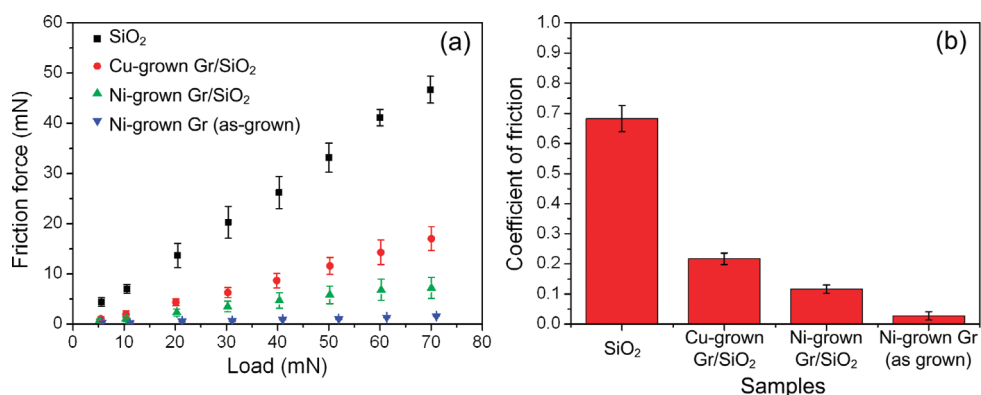 (a)
SiO₂
Cu-grown Gr/SiO₂
Ni-grown Gr/SiO₂
Ni-grown Gr (as-grown)
Friction force (mN)
60
50
40
30
20
10
0
0 10 20 30 40 50 60 70 80
Load (mN)
(b)
Coefficient of friction
1.0
0.9
0.8
0.7
0.6
0.5
0.4
0.3
0.2
0.1
0.0
SiO₂
Cu-grown
Gr/SiO₂
Ni-grown
Gr/SiO₂
Ni-grown Gr
(as grown)
Samples